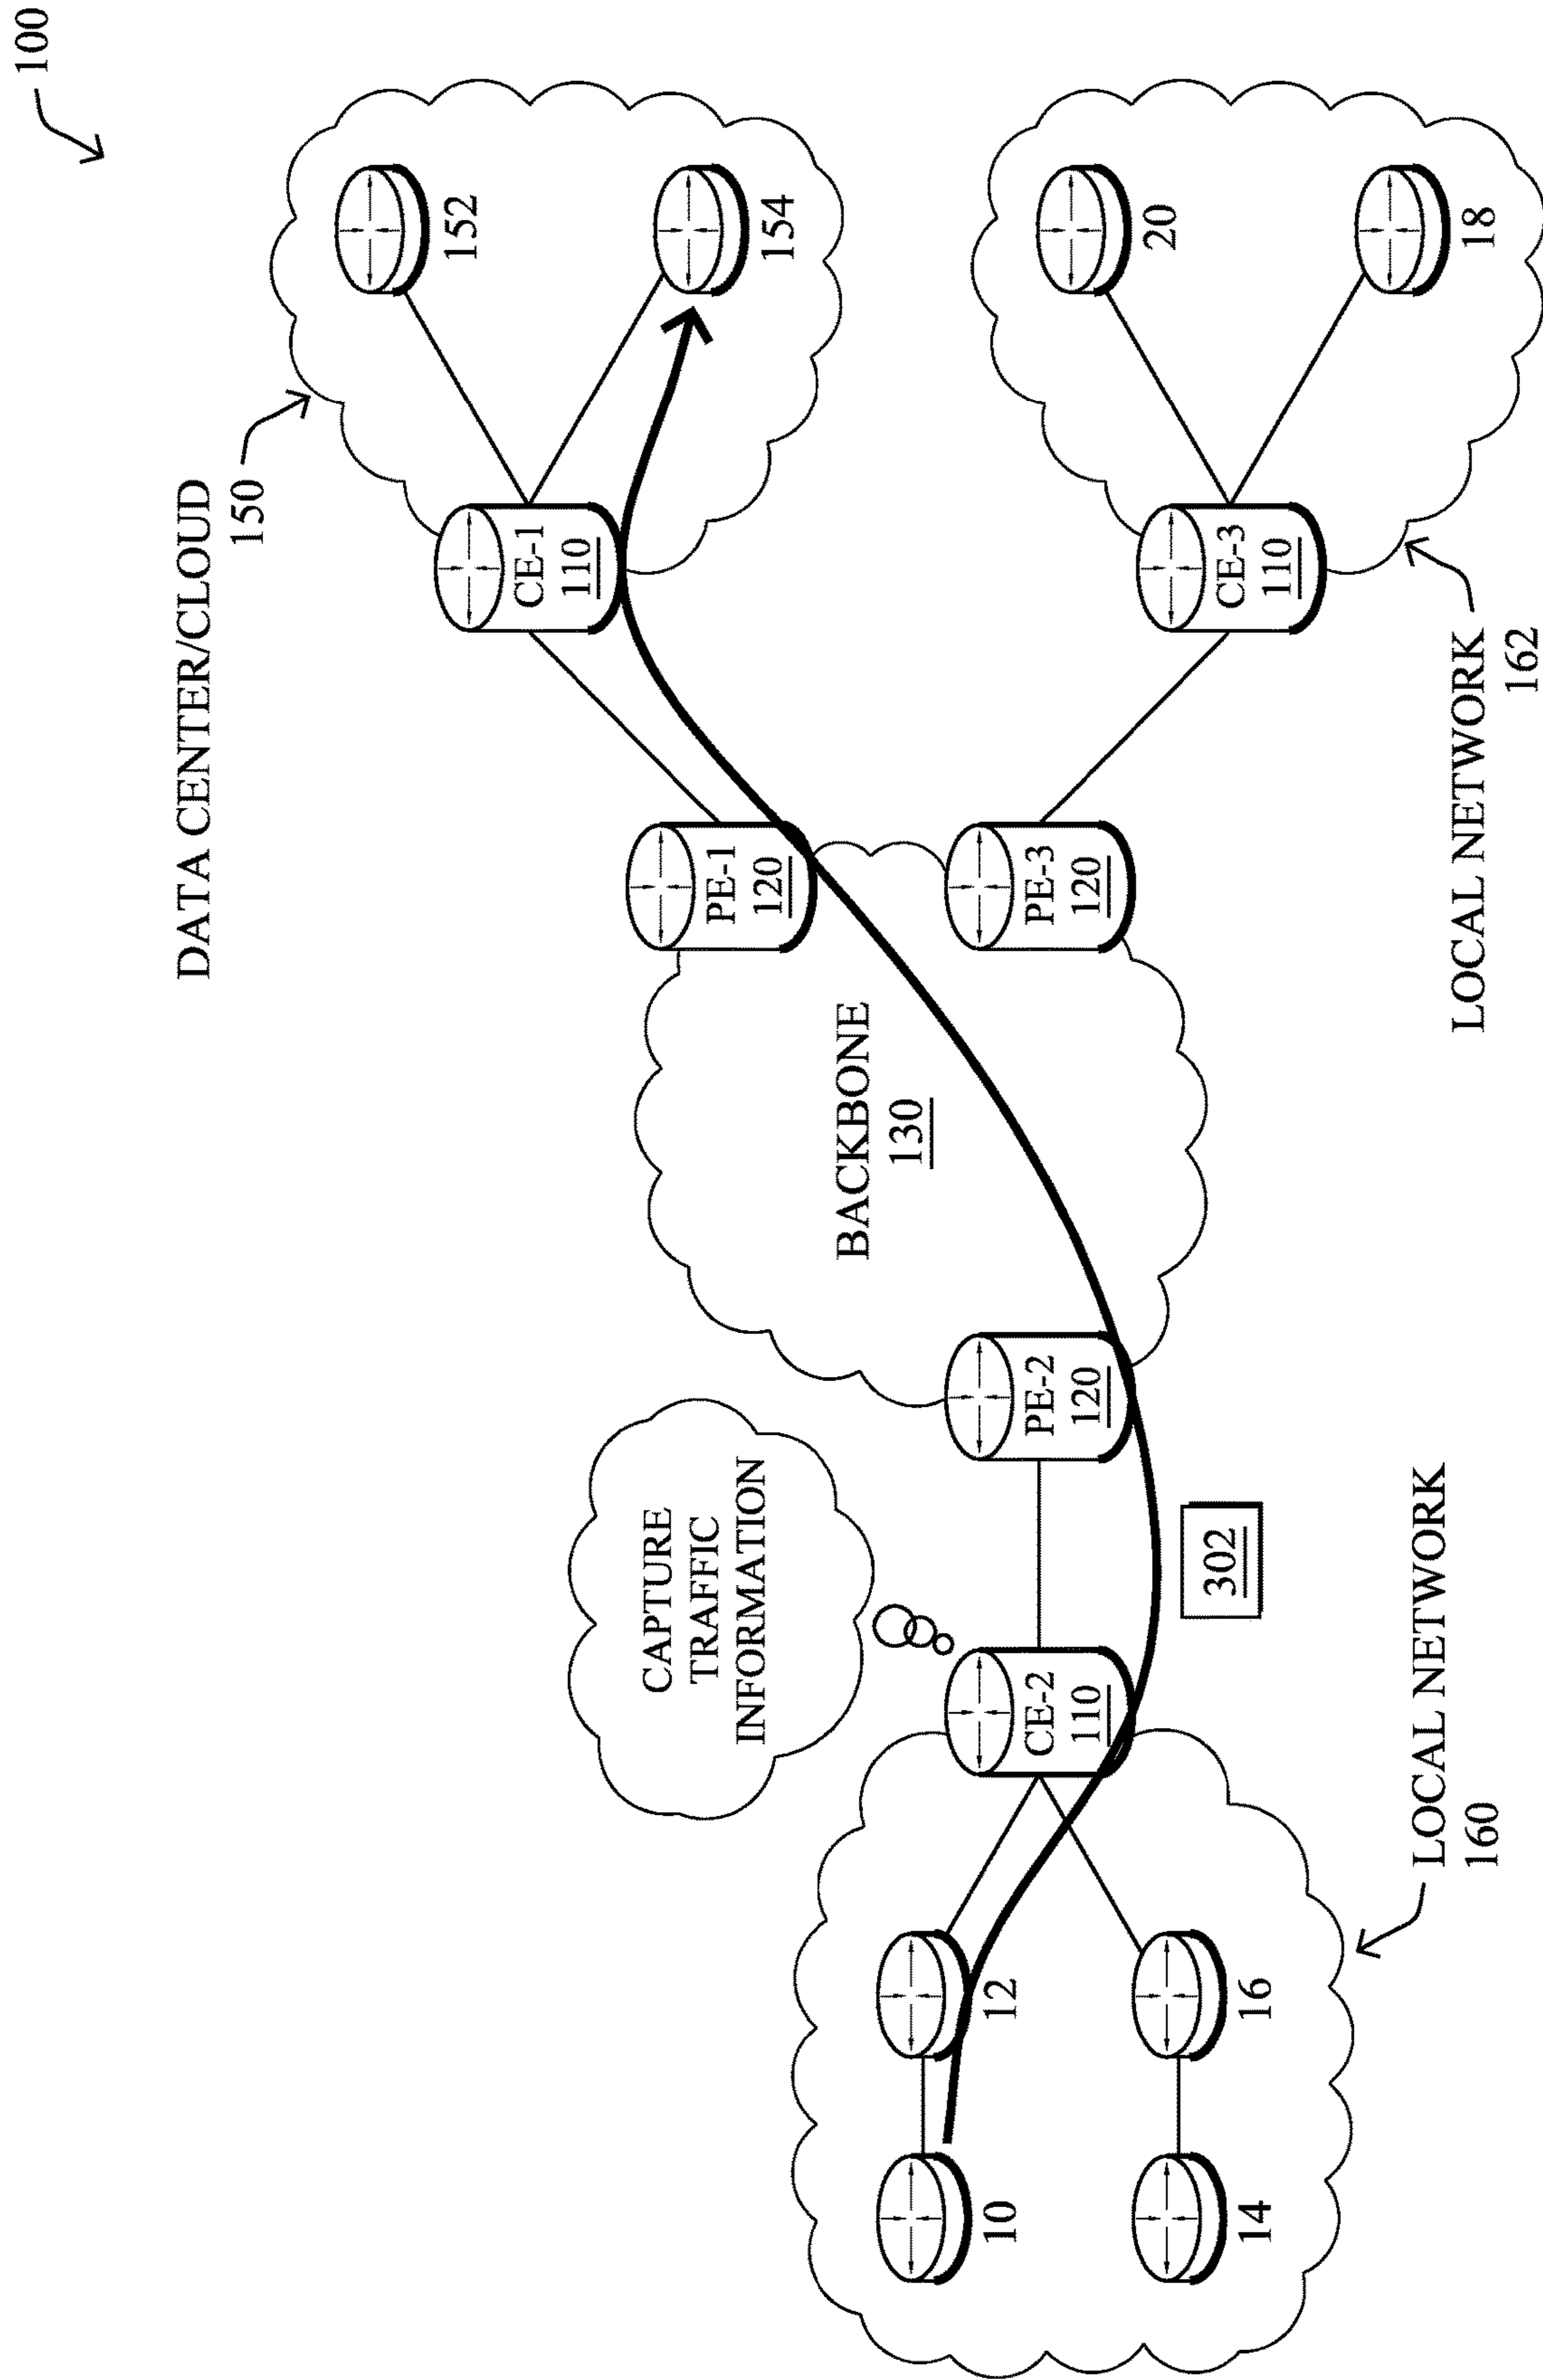 100
DATA CENTER/CLOUD
150
152
154
CE-1
110
PE-1
120
BACKBONE
130
PE-3
120
CE-3
110
20
18
LOCAL NETWORK
162
CAPTURE
TRAFFIC
INFORMATION
PE-2
120
302
CE-2
110
12
10
16
14
LOCAL NETWORK
160